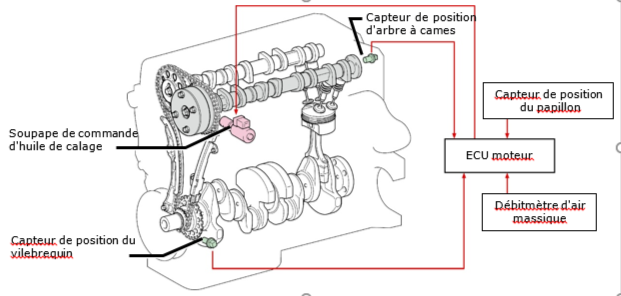 Capteur de position
d'arbre à cames
Capteur de position
du papillon
Soupape de commande
d'huile de calage
ECU moteur
Débitmètre d'air
massique
Capteur de position du
vilebrequin